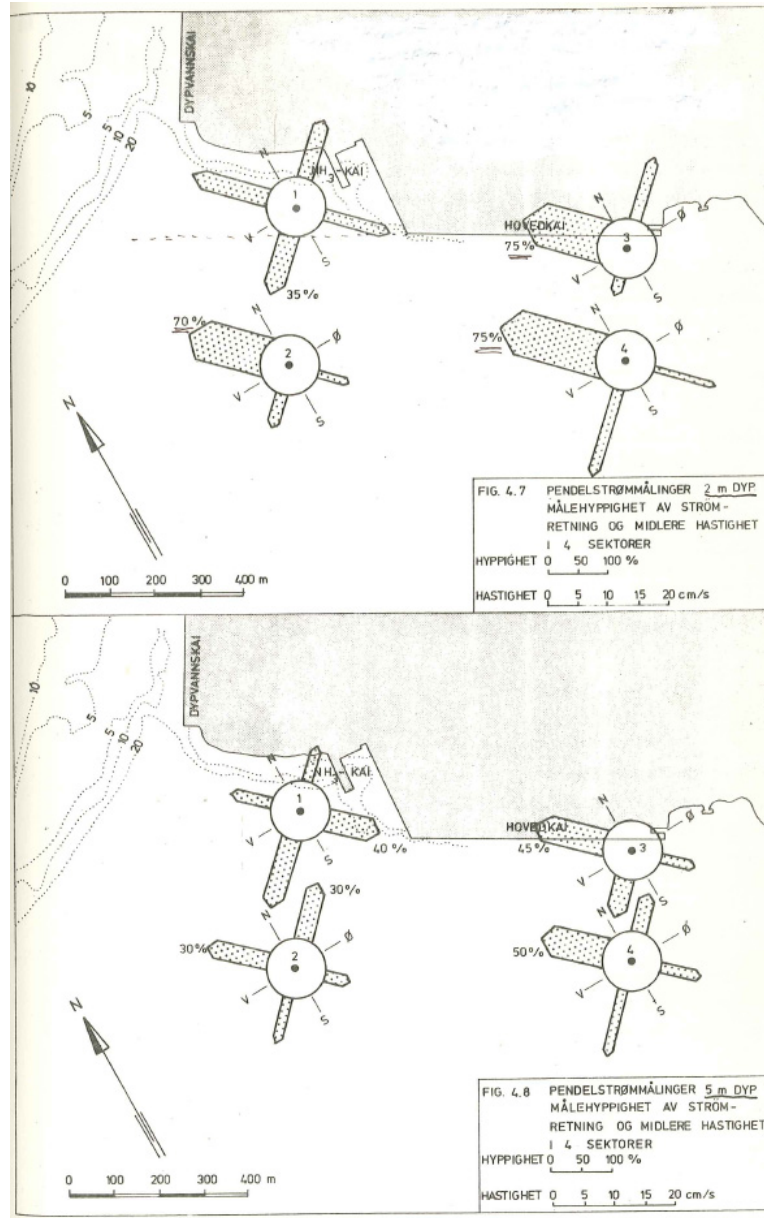 DYPVANNSKAI
10
5
5
10
20
N
NH3-KAI
1
V
S
35%
HOVEDKAI
N
Ø
75%
3
V
S
70%
N
Ø
2
V
S
75%
N
Ø
4
V
S
N
0 100 200 300 400 m
FIG. 4.7 PENDELSTRØMMÅLINGER 2 m DYP
MÅLEHYPPIGHET AV STRÖM-
RETNING OG MIDLERE HASTIGHET
I 4 SEKTORER
HYPPIGHET 0 50 100 %
HASTIGHET 0 5 10 15 20 cm/s
DYPVANNSKAI
10
5
5
10
20
N
NH3-KAI
1
V
S
40%
HOVEDKAI
45%
N
Ø
3
V
S
30%
30%
N
Ø
2
V
S
50%
N
Ø
4
V
S
N
0 100 200 300 400 m
FIG. 4.8 PENDELSTRØMMÅLINGER 5 m DYP
MÅLEHYPPIGHET AV STRÖM-
RETNING OG MIDLERE HASTIGHET
I 4 SEKTORER
HYPPIGHET 0 50 100 %
HASTIGHET 0 5 10 15 20 cm/s